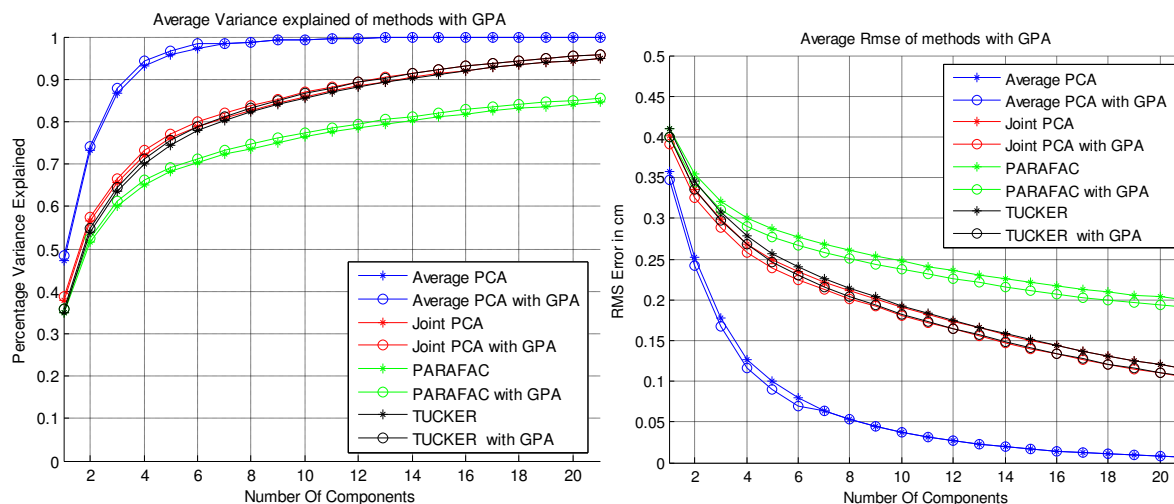 Average Variance explained of methods with GPA
Percentage Variance Explained
1
0.9
0.8
0.7
0.6
0.5
0.4
0.3
0.2
0.1
0
2 4 6 8 10 12 14 16 18 20
Number Of Components
Average PCA
Average PCA with GPA
Joint PCA
Joint PCA with GPA
PARAFAC
PARAFAC with GPA
TUCKER
TUCKER with GPA
Average Rmse of methods with GPA
RMS Error in cm
0.5
0.45
0.4
0.35
0.3
0.25
0.2
0.15
0.1
0.05
0
2 4 6 8 10 12 14 16 18 20
Number Of Components
Average PCA
Average PCA with GPA
Joint PCA
Joint PCA with GPA
PARAFAC
PARAFAC with GPA
TUCKER
TUCKER with GPA